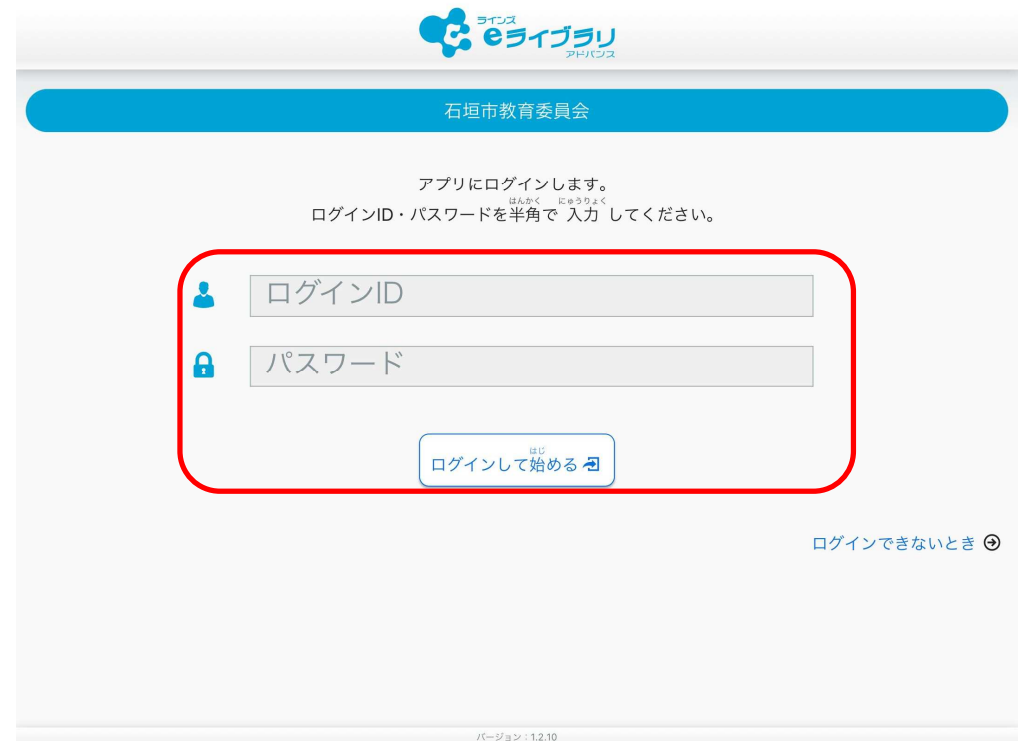 ラインズ
eライブラリ
アドバンス
石垣市教育委員会
アプリにログインします。
はんかく にゅうりょく
ログインID・パスワードを半角で 入力 してください。
ログインID
パスワード
はじ
ログインして始める
ログインできないとき
バージョン：1.2.10